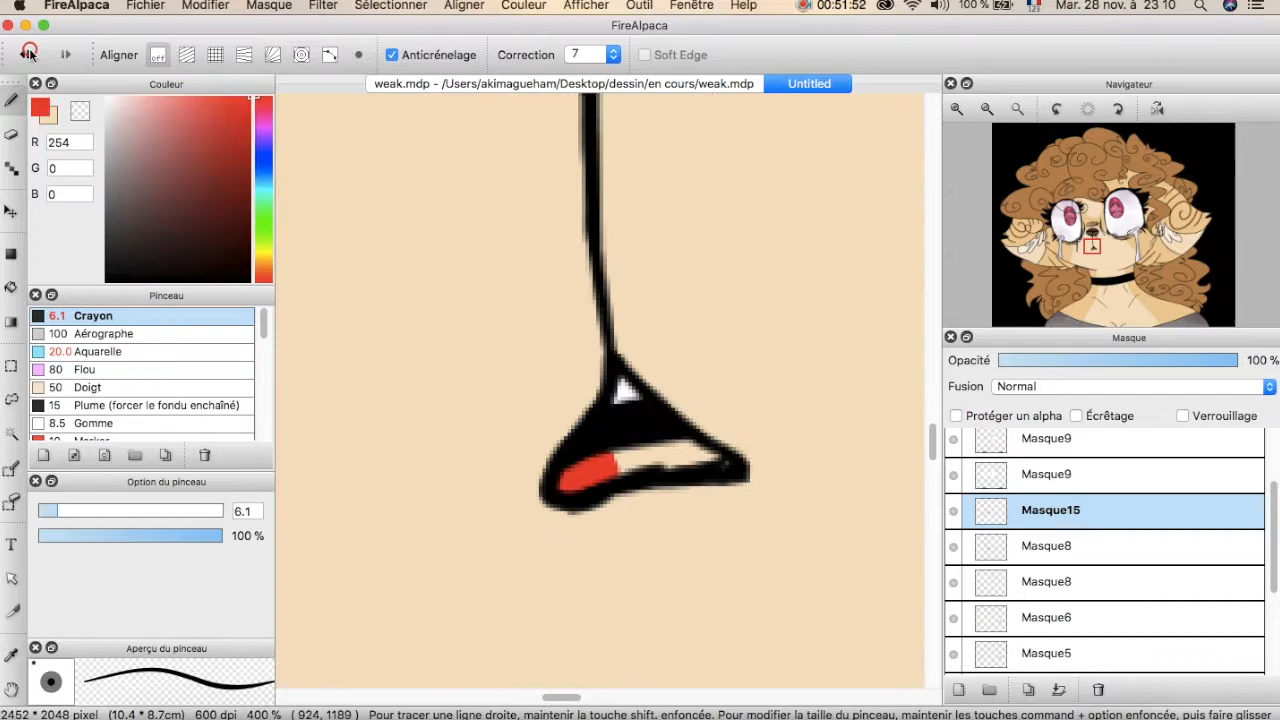 FireAlpaca Fichier Modifier Masque Filter Sélectionner Aligner Couleur Afficher Outil Fenêtre Help 00:51:52 100 % Mar. 28 nov. à 23 10
FireAlpaca
Aligner off Anticrénelage Correction 7 Soft Edge
Couleur
weak.mdp - /Users/akimagueham/Desktop/dessin/en cours/weak.mdp Untitled
Navigateur
R 254
G 0
B 0
Pinceau
6.1 Crayon
100 Aérographe
20.0 Aquarelle
80 Flou
50 Doigt
15 Plume (forcer le fondu enchaîné)
8.5 Gomme
Masque
Opacité 100 %
Fusion Normal
Protéger un alpha Écrêtage Verrouillage
Masque9
Masque9
Masque15
Masque8
Masque8
Masque6
Masque5
Option du pinceau
6.1
100 %
Aperçu du pinceau
2452 * 2048 pixel (10.4 * 8.7cm) 600 dpi 400 % ( 924, 1189 ) Pour tracer une ligne droite, maintenir la touche shift. enfoncée. Pour modifier la taille du pinceau, maintenir les touches command + option enfoncée, puis faire glisser